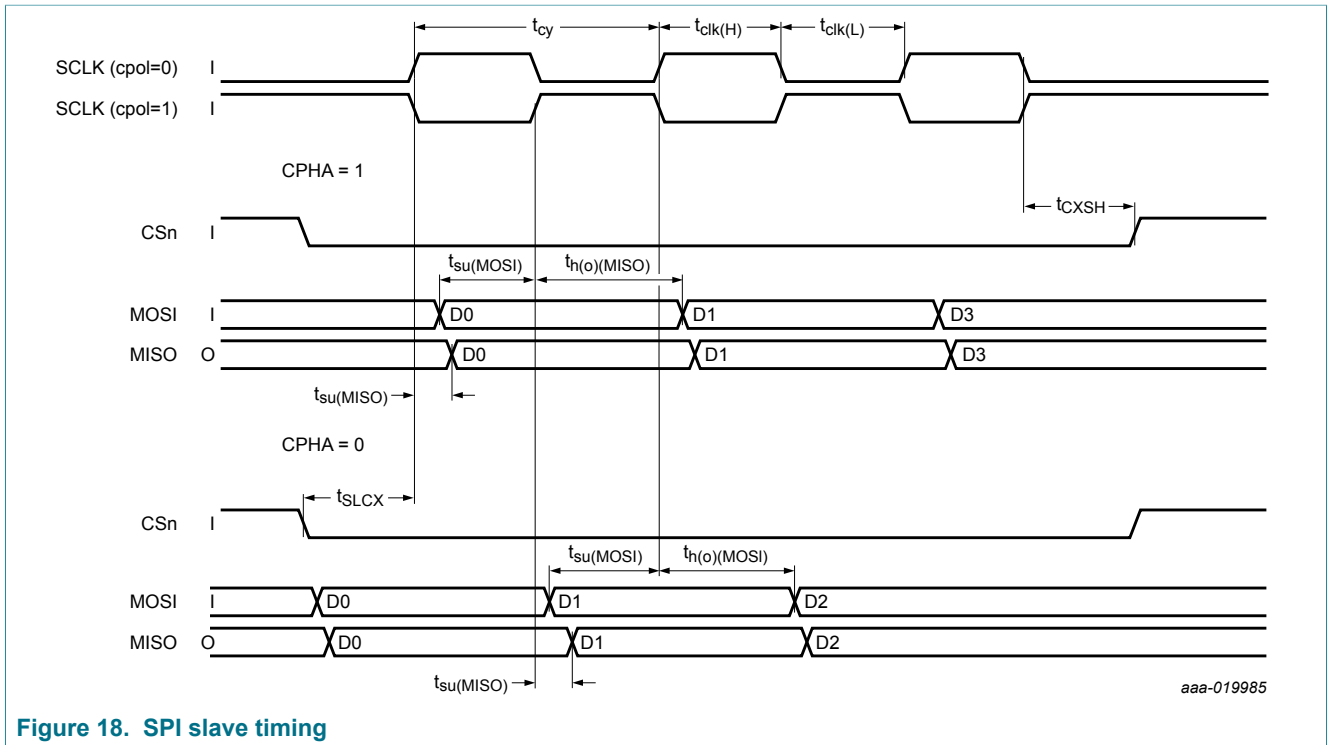 tcy tclk(H) tclk(L)
SCLK (cpol=0) I
SCLK (cpol=1) I
CPHA = 1
tCXSH
CSn I
tsu(MOSI) th(o)(MISO)
MOSI I D0 D1 D3
MISO O D0 D1 D3
tsu(MISO)
CPHA = 0
tSLCX
CSn I
tsu(MOSI) th(o)(MOSI)
MOSI I D0 D1 D2
MISO O D0 D1 D2
tsu(MISO)
aaa-019985
Figure 18. SPI slave timing